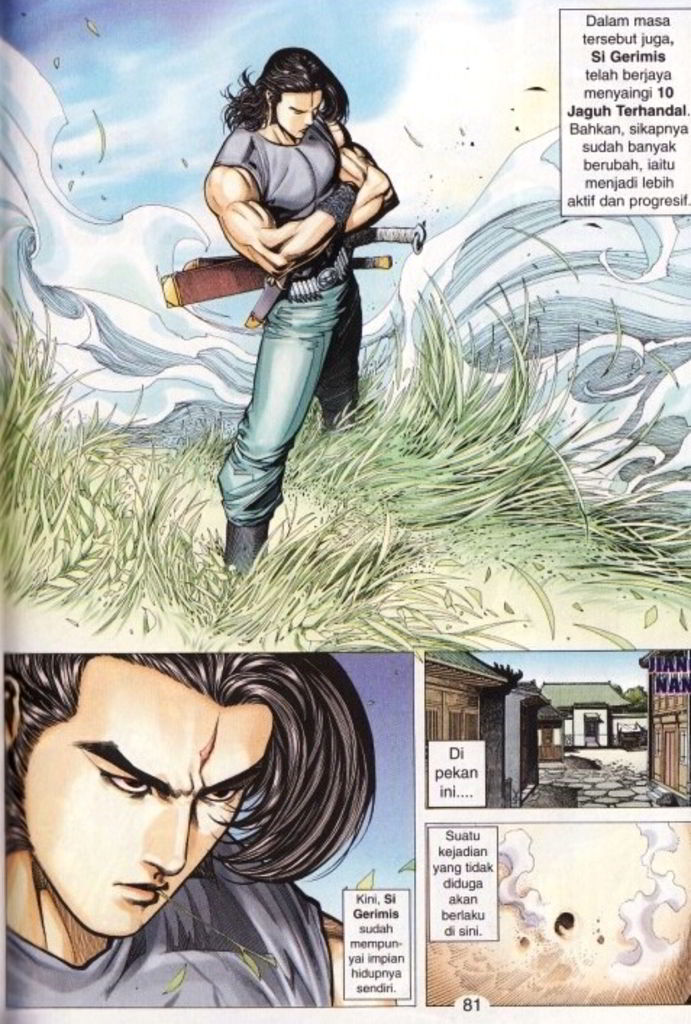 Dalam masa
tersebut juga,
Si Gerimis
telah berjaya
menyaingi 10
Jaguh Terhandal.
Bahkan, sikapnya
sudah banyak
berubah, iaitu
menjadi lebih
aktif dan progresif.
Kini, Si
Gerimis
sudah
mempun-
yai impian
hidupnya
sendiri.
JIANG
NAN
Di
pekan
ini....
Suatu
kejadian
yang tidak
diduga
akan
berlaku
di sini.
81